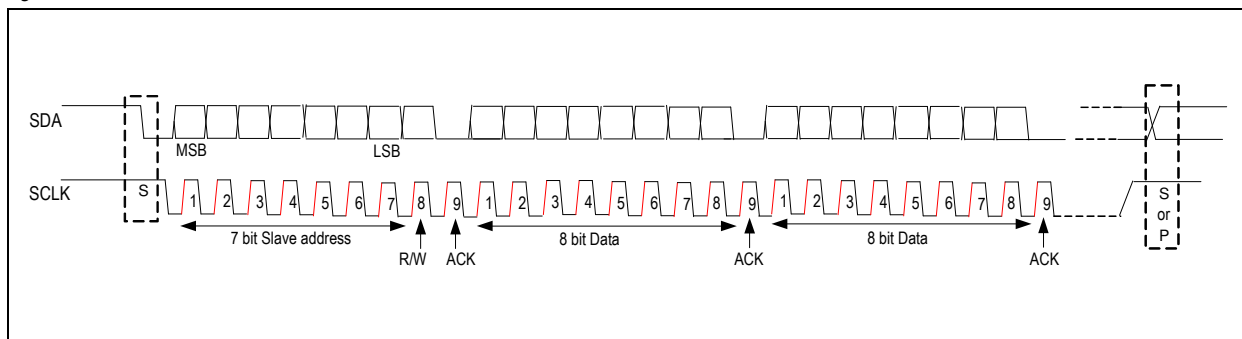 SDA
MSB LSB
SCLK S 1 2 3 4 5 6 7 8 9 1 2 3 4 5 6 7 8 9 1 2 3 4 5 6 7 8 9 S or P
7 bit Slave address 8 bit Data 8 bit Data
R/W ACK ACK ACK